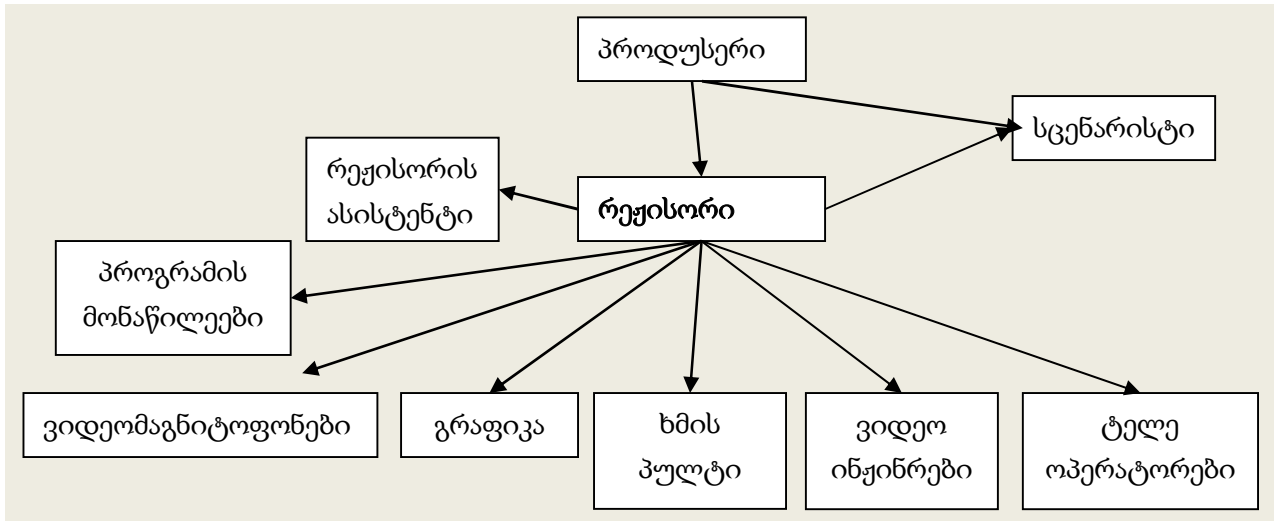 პროდუსერი
სცენარისტი
რეჟისორის
ასისტენტი
რეჟისორი
პროგრამის
მონაწილეები
ვიდეომაგნიტოფონები
გრაფიკა
ხმის
პულტი
ვიდეო
ინჟინრები
ტელე
ოპერატორები